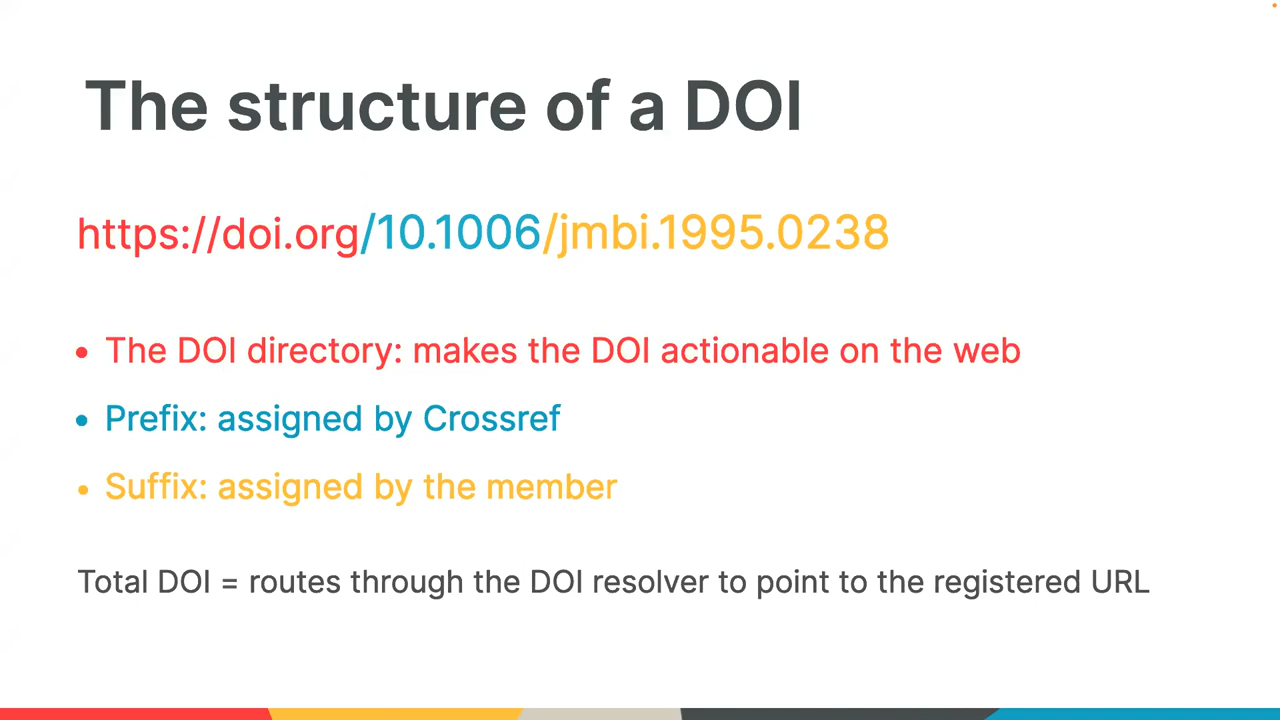 The structure of a DOI
https://doi.org/10.1006/jmbi.1995.0238
• The DOI directory: makes the DOI actionable on the web
• Prefix: assigned by Crossref
• Suffix: assigned by the member
Total DOI = routes through the DOI resolver to point to the registered URL